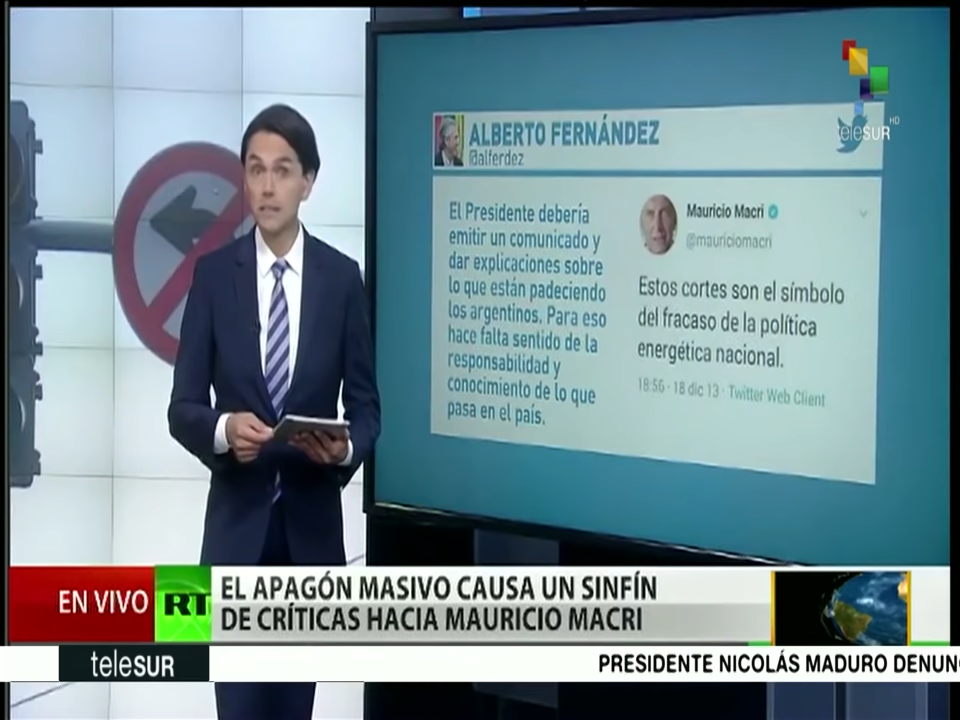 teleSUR HD
ALBERTO FERNÁNDEZ
@alferdez
El Presidente debería
emitir un comunicado y
dar explicaciones sobre
lo que están padeciendo
los argentinos. Para eso
hace falta sentido de la
responsabilidad y
conocimiento de lo que
pasa en el país.
Mauricio Macri
@mauriciomacri
Estos cortes son el símbolo
del fracaso de la política
energética nacional.
18:56 · 18 dic 13 · Twitter Web Client
EN VIVO RT
EL APAGÓN MASIVO CAUSA UN SINFÍN
DE CRÍTICAS HACIA MAURICIO MACRI
teleSUR PRESIDENTE NICOLÁS MADURO DENUN